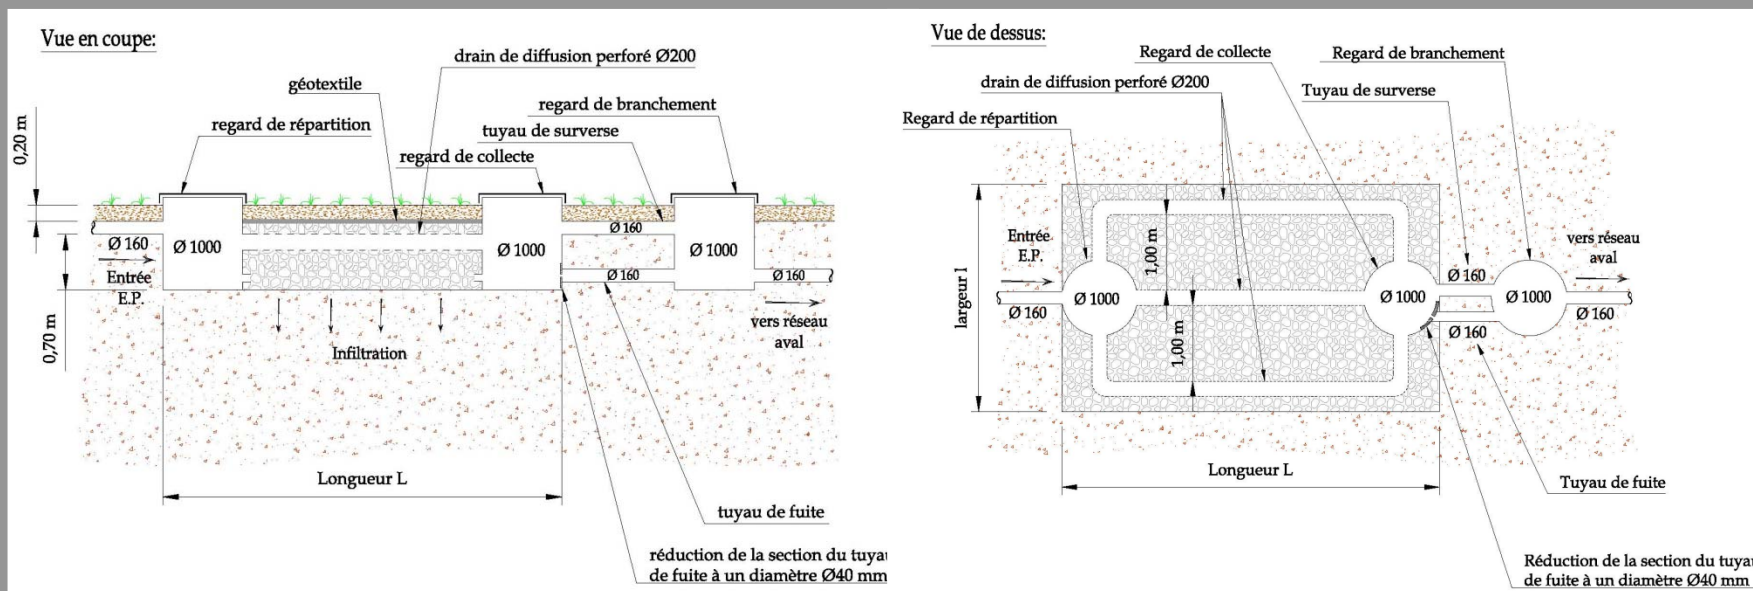 Vue en coupe:
drain de diffusion perforé Ø200
géotextile
regard de branchement
regard de répartition
tuyau de surverse
regard de collecte
0,20 m
Ø 160
Ø 160
Ø 1000
Ø 1000
Ø 1000
Entrée
E.P.
Ø 160
Ø 160
0,70 m
Infiltration
vers réseau
aval
Longueur L
tuyau de fuite
réduction de la section du tuyau
de fuite à un diamètre Ø40 mm
Vue de dessus:
Regard de collecte
Regard de branchement
drain de diffusion perforé Ø200
Tuyau de surverse
Regard de répartition
Entrée
E.P.
1,00 m
vers réseau
aval
Ø 160
Ø 1000
Ø 1000
Ø 1000
Ø 160
Ø 160
Ø 160
largeur l
1,00 m
Longueur L
Tuyau de fuite
Réduction de la section du tuyau
de fuite à un diamètre Ø40 mm